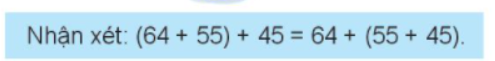 Nhận xét: (64 + 55) + 45 = 64 + (55 + 45).